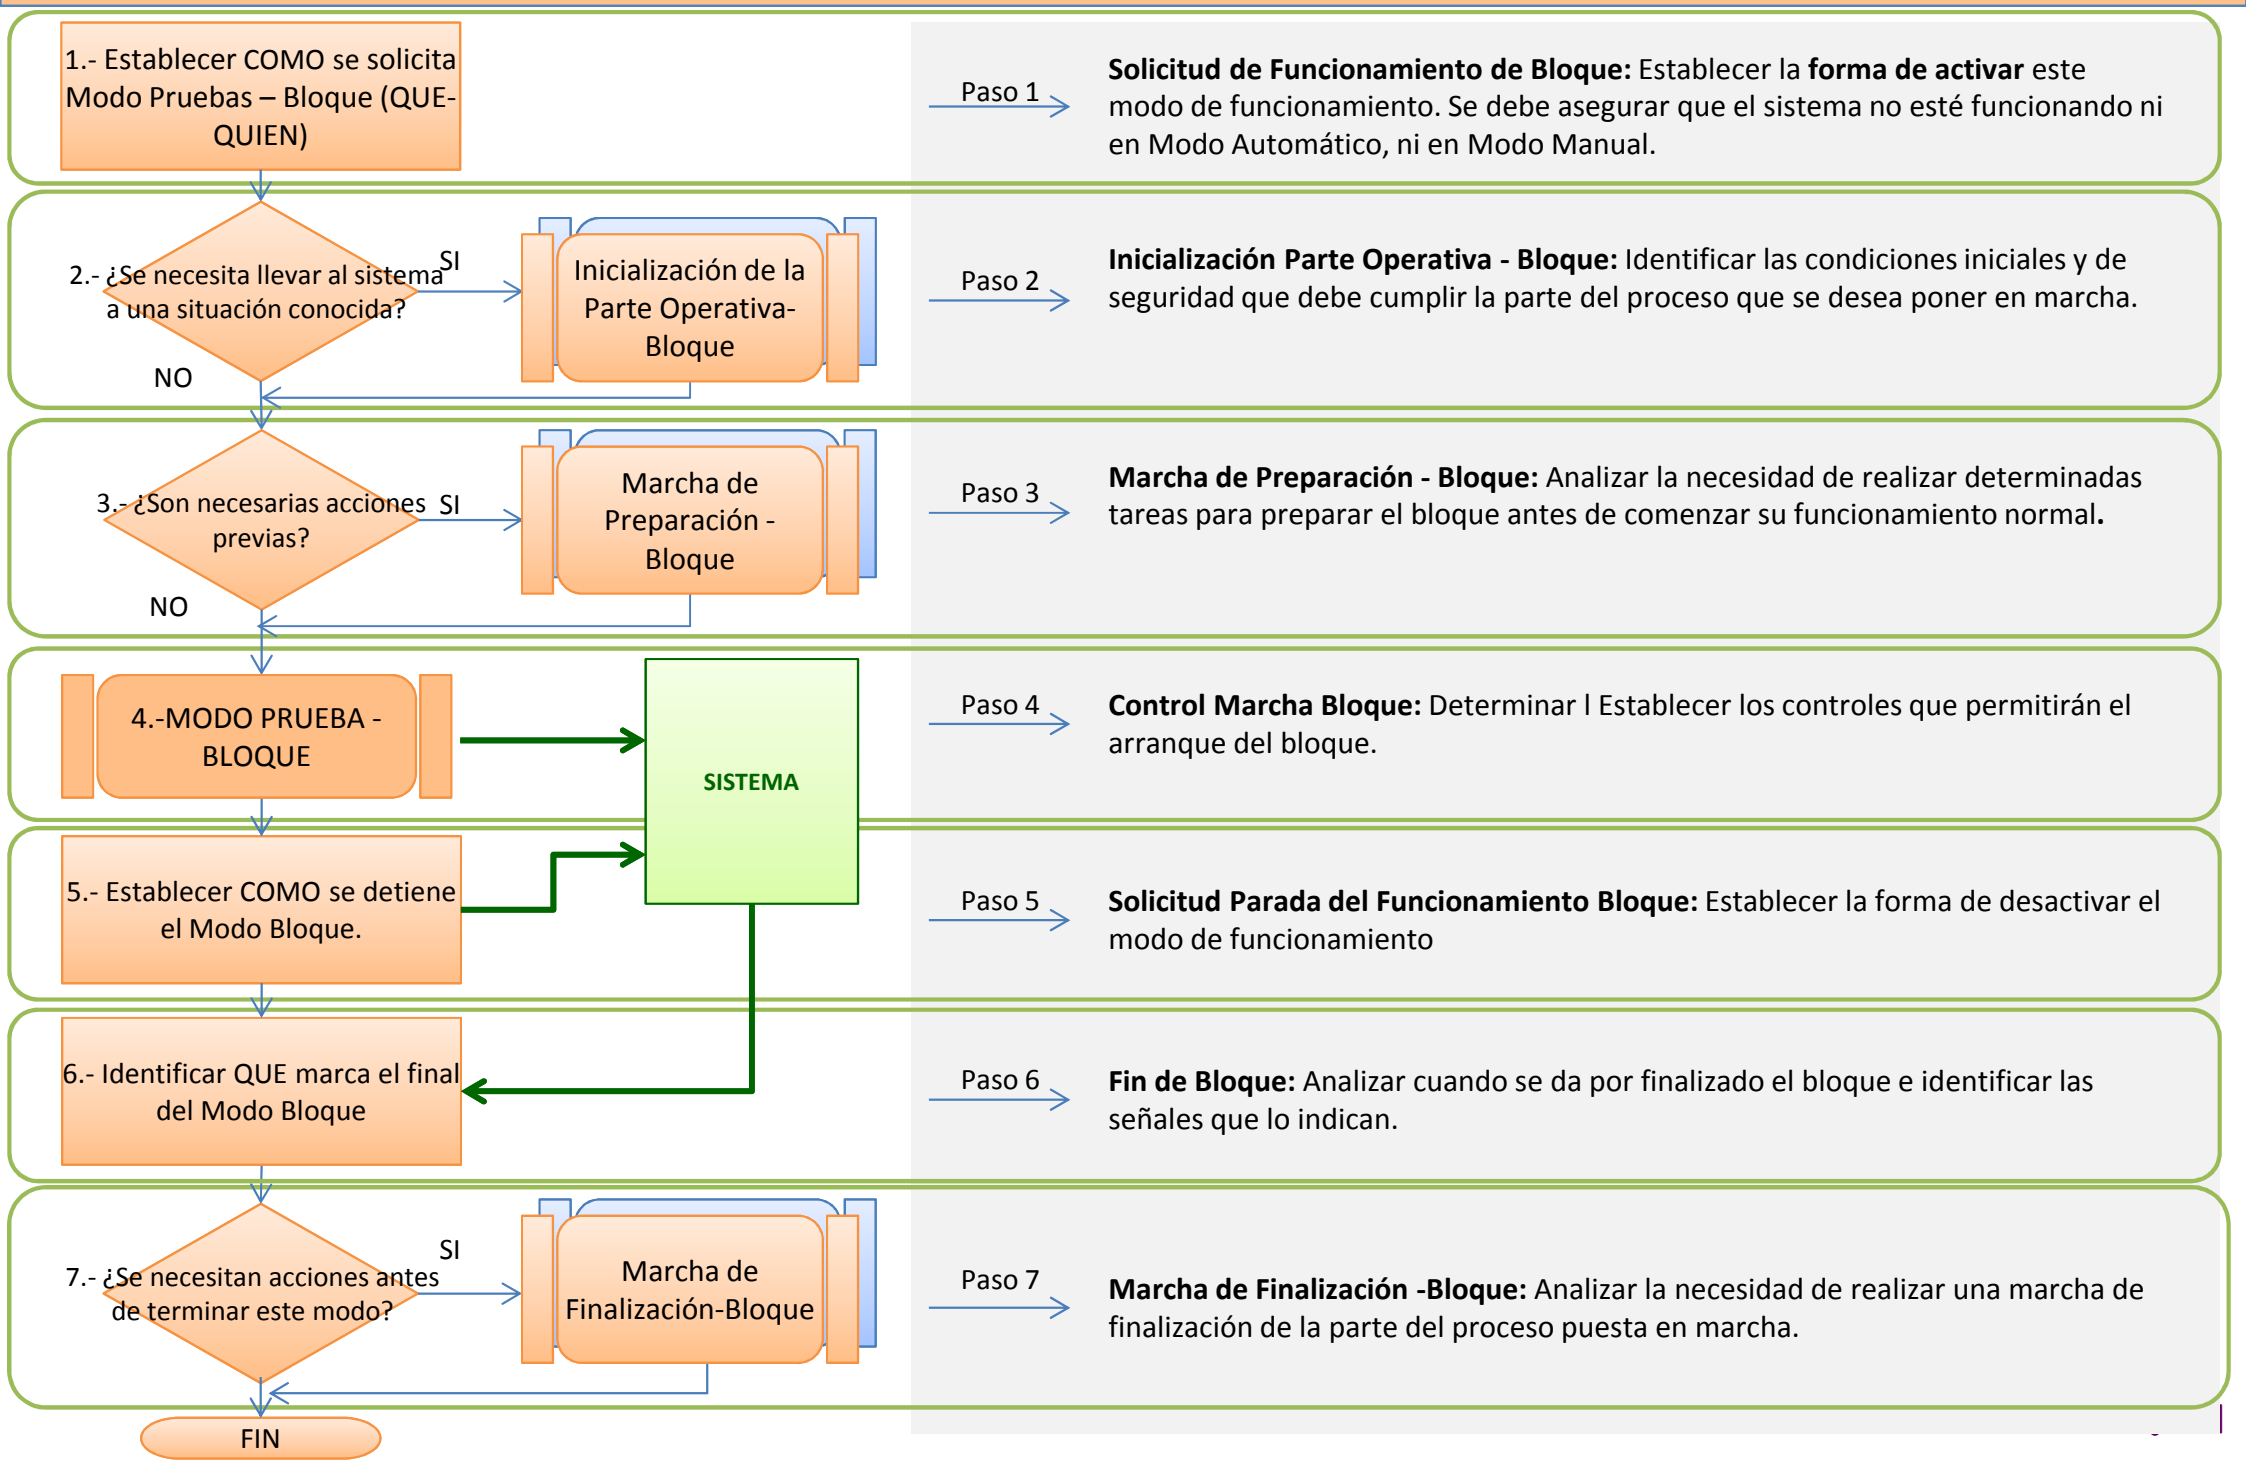 1.- Establecer COMO se solicita
Modo Pruebas – Bloque (QUE-
QUIEN)
Paso 1
Solicitud de Funcionamiento de Bloque: Establecer la forma de activar este
modo de funcionamiento. Se debe asegurar que el sistema no esté funcionando ni
en Modo Automático, ni en Modo Manual.
2.- ¿Se necesita llevar al sistema
a una situación conocida?
SI
NO
Inicialización de la
Parte Operativa-
Bloque
Paso 2
Inicialización Parte Operativa - Bloque: Identificar las condiciones iniciales y de
seguridad que debe cumplir la parte del proceso que se desea poner en marcha.
3.- ¿Son necesarias acciones
previas?
SI
NO
Marcha de
Preparación -
Bloque
Paso 3
Marcha de Preparación - Bloque: Analizar la necesidad de realizar determinadas
tareas para preparar el bloque antes de comenzar su funcionamiento normal.
4.-MODO PRUEBA -
BLOQUE
SISTEMA
Paso 4
Control Marcha Bloque: Determinar l Establecer los controles que permitirán el
arranque del bloque.
5.- Establecer COMO se detiene
el Modo Bloque.
Paso 5
Solicitud Parada del Funcionamiento Bloque: Establecer la forma de desactivar el
modo de funcionamiento
6.- Identificar QUE marca el final
del Modo Bloque
Paso 6
Fin de Bloque: Analizar cuando se da por finalizado el bloque e identificar las
señales que lo indican.
7.- ¿Se necesitan acciones antes
de terminar este modo?
SI
Marcha de
Finalización-Bloque
Paso 7
Marcha de Finalización -Bloque: Analizar la necesidad de realizar una marcha de
finalización de la parte del proceso puesta en marcha.
FIN